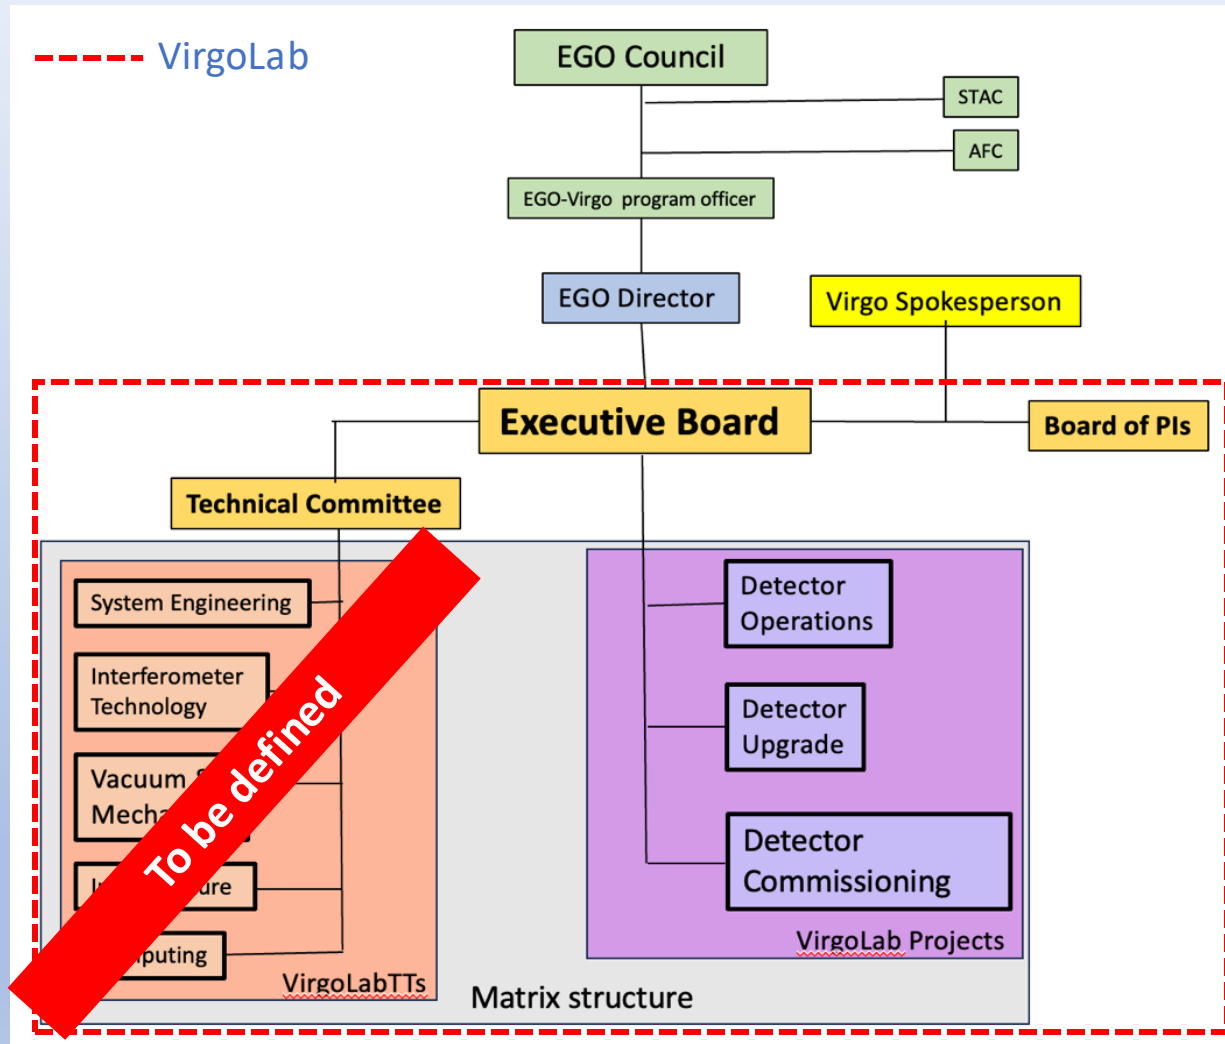 VirgoLab
EGO Council
STAC
AFC
EGO-Virgo program officer
EGO Director
Virgo Spokesperson
Executive Board
Board of PIs
Technical Committee
System Engineering
Interferometer
Technology
Vacuum
To be defined
VirgoLabTTs
Detector
Operations
Detector
Upgrade
Detector
Commissioning
VirgoLab Projects
Matrix structure